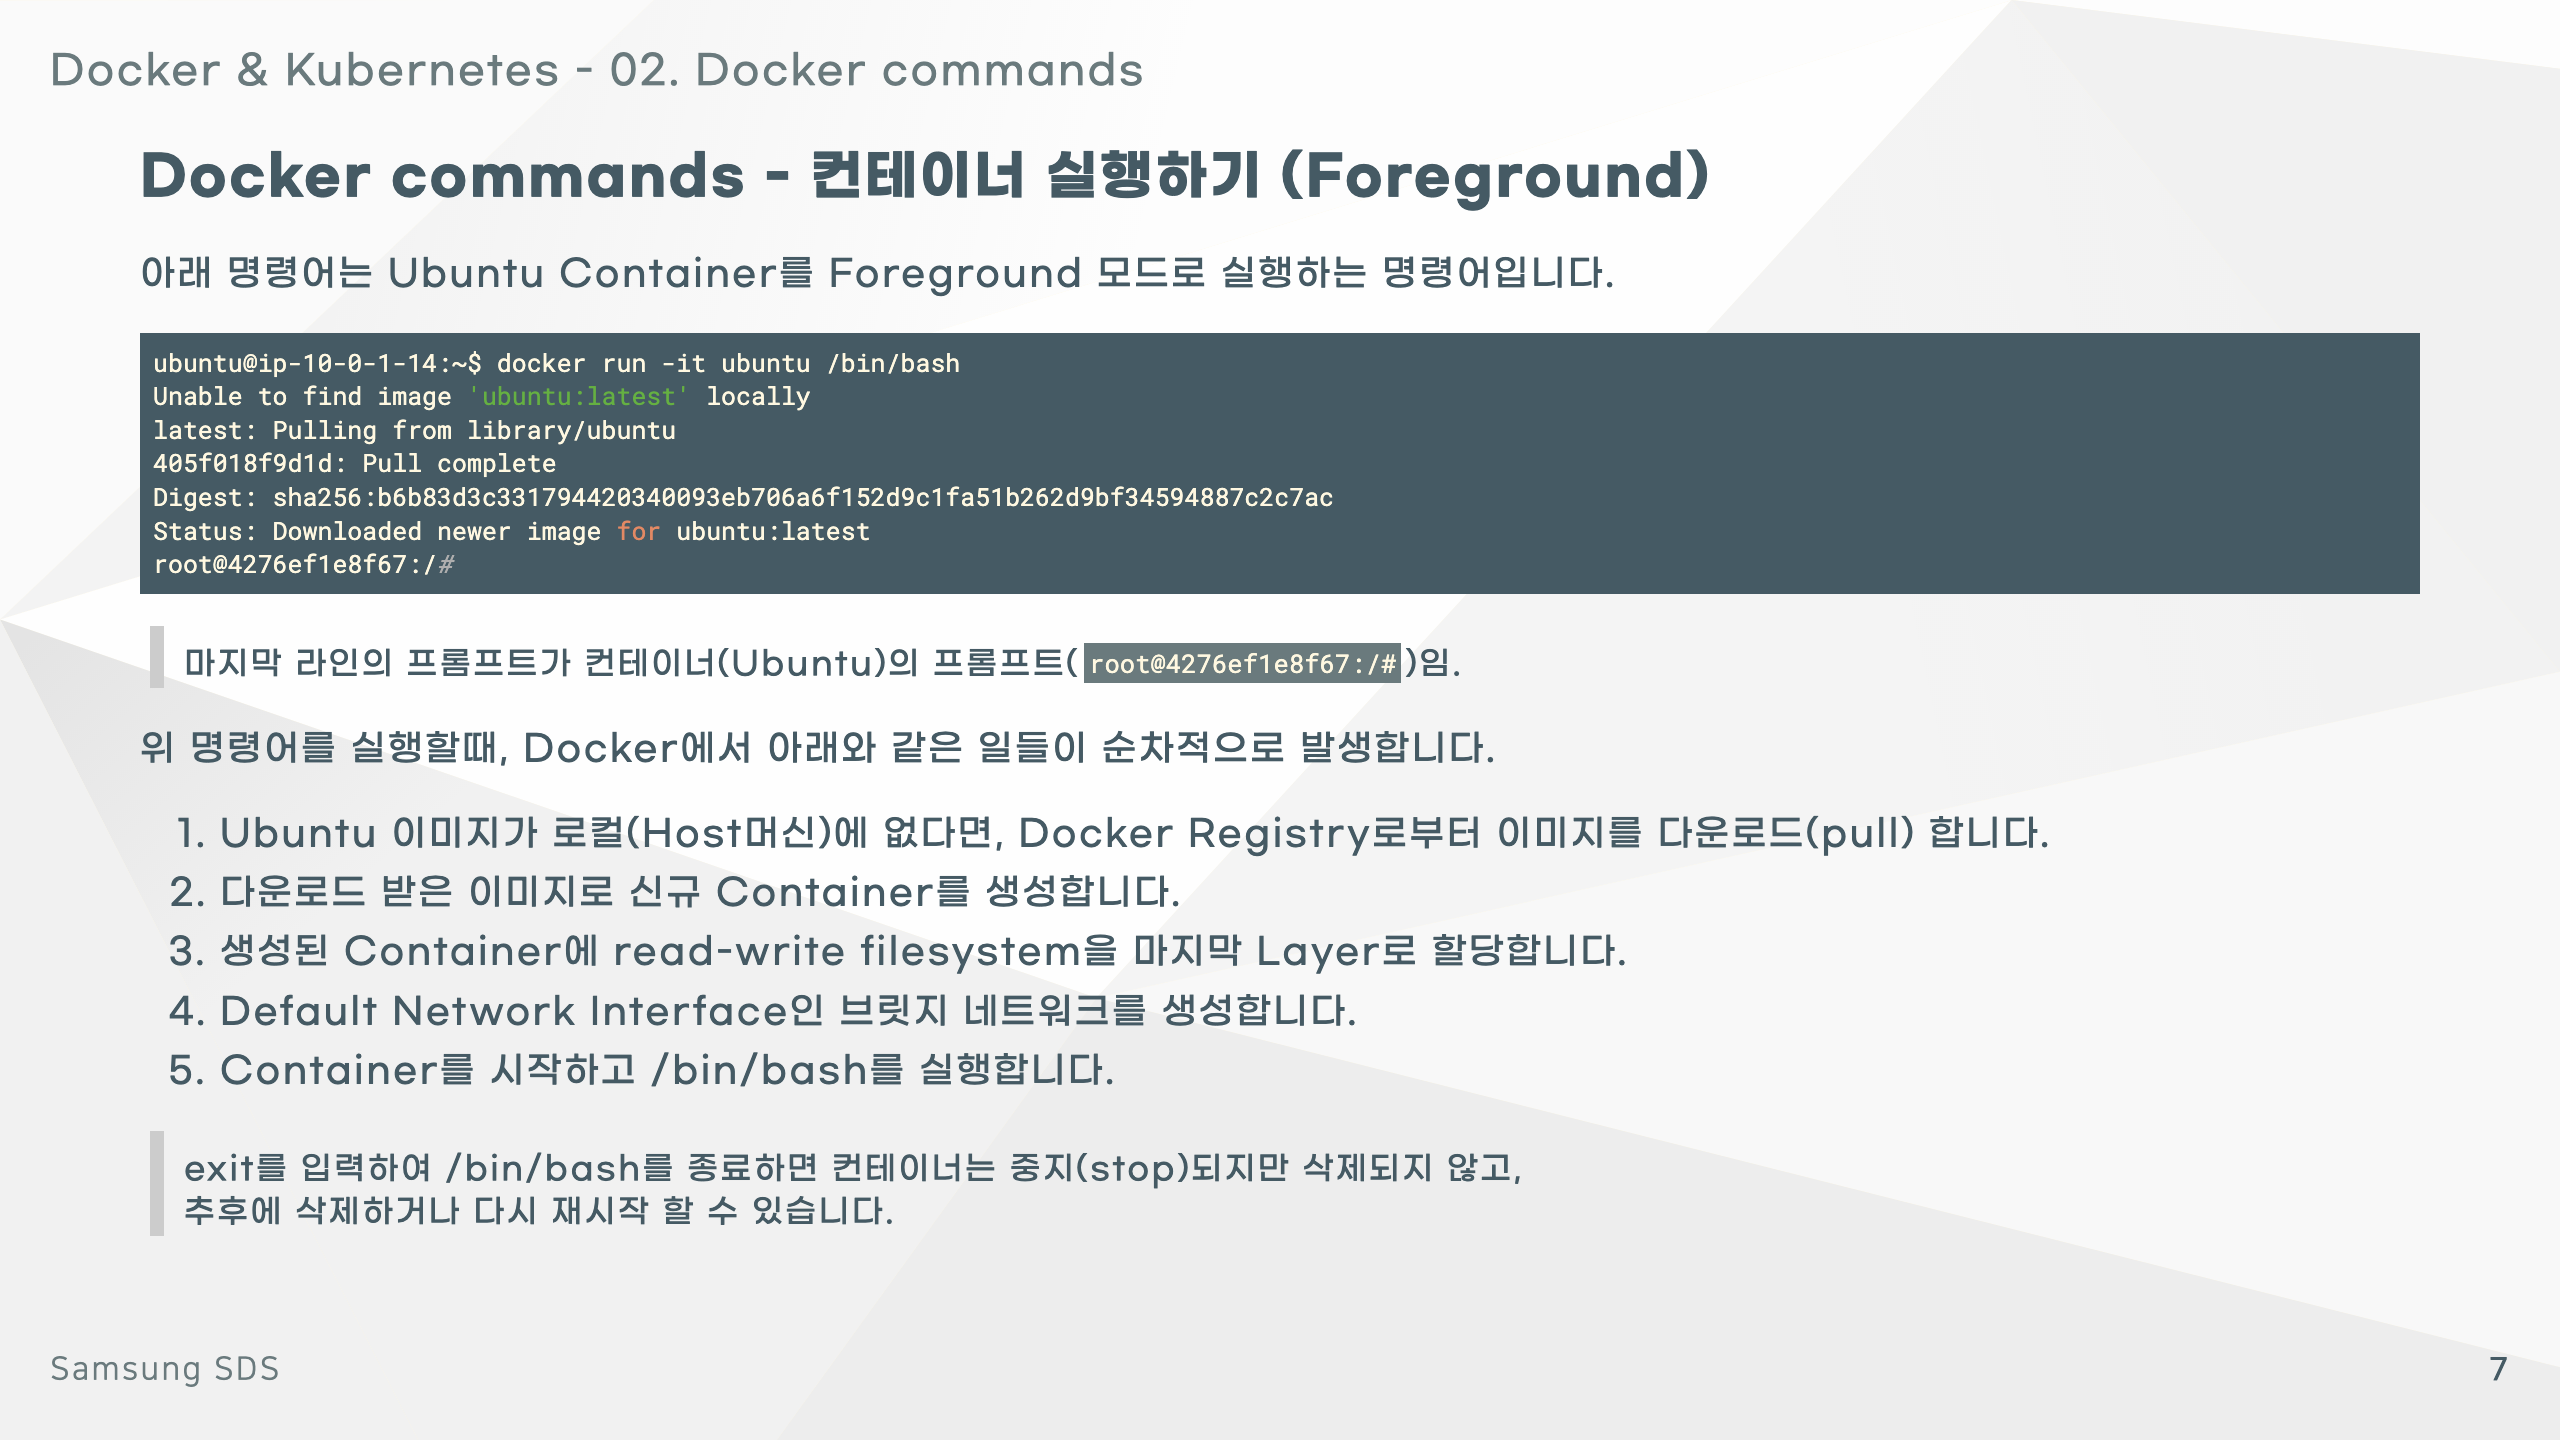 Docker & Kubernetes - 02. Docker commands
Docker commands - 컨테이너 실행하기 (Foreground)
아래 명령어는 Ubuntu Container를 Foreground 모드로 실행하는 명령어입니다.
ubuntu@ip-10-0-1-14:~$ docker run -it ubuntu /bin/bash
Unable to find image 'ubuntu:latest' locally
latest: Pulling from library/ubuntu
405f018f9d1d: Pull complete
Digest: sha256:b6b83d3c331794420340093eb706a6f152d9c1fa51b262d9bf34594887c2c7ac
Status: Downloaded newer image for ubuntu:latest
root@4276ef1e8f67:/#
마지막 라인의 프롬프트가 컨테이너(Ubuntu)의 프롬프트(root@4276ef1e8f67:/#)임.
위 명령어를 실행할때, Docker에서 아래와 같은 일들이 순차적으로 발생합니다.
1. Ubuntu 이미지가 로컬(Host머신)에 없다면, Docker Registry로부터 이미지를 다운로드(pull) 합니다.
2. 다운로드 받은 이미지로 신규 Container를 생성합니다.
3. 생성된 Container에 read-write filesystem을 마지막 Layer로 할당합니다.
4. Default Network Interface인 브릿지 네트워크를 생성합니다.
5. Container를 시작하고 /bin/bash를 실행합니다.
exit를 입력하여 /bin/bash를 종료하면 컨테이너는 중지(stop)되지만 삭제되지 않고,
추후에 삭제하거나 다시 재시작 할 수 있습니다.
Samsung SDS
7